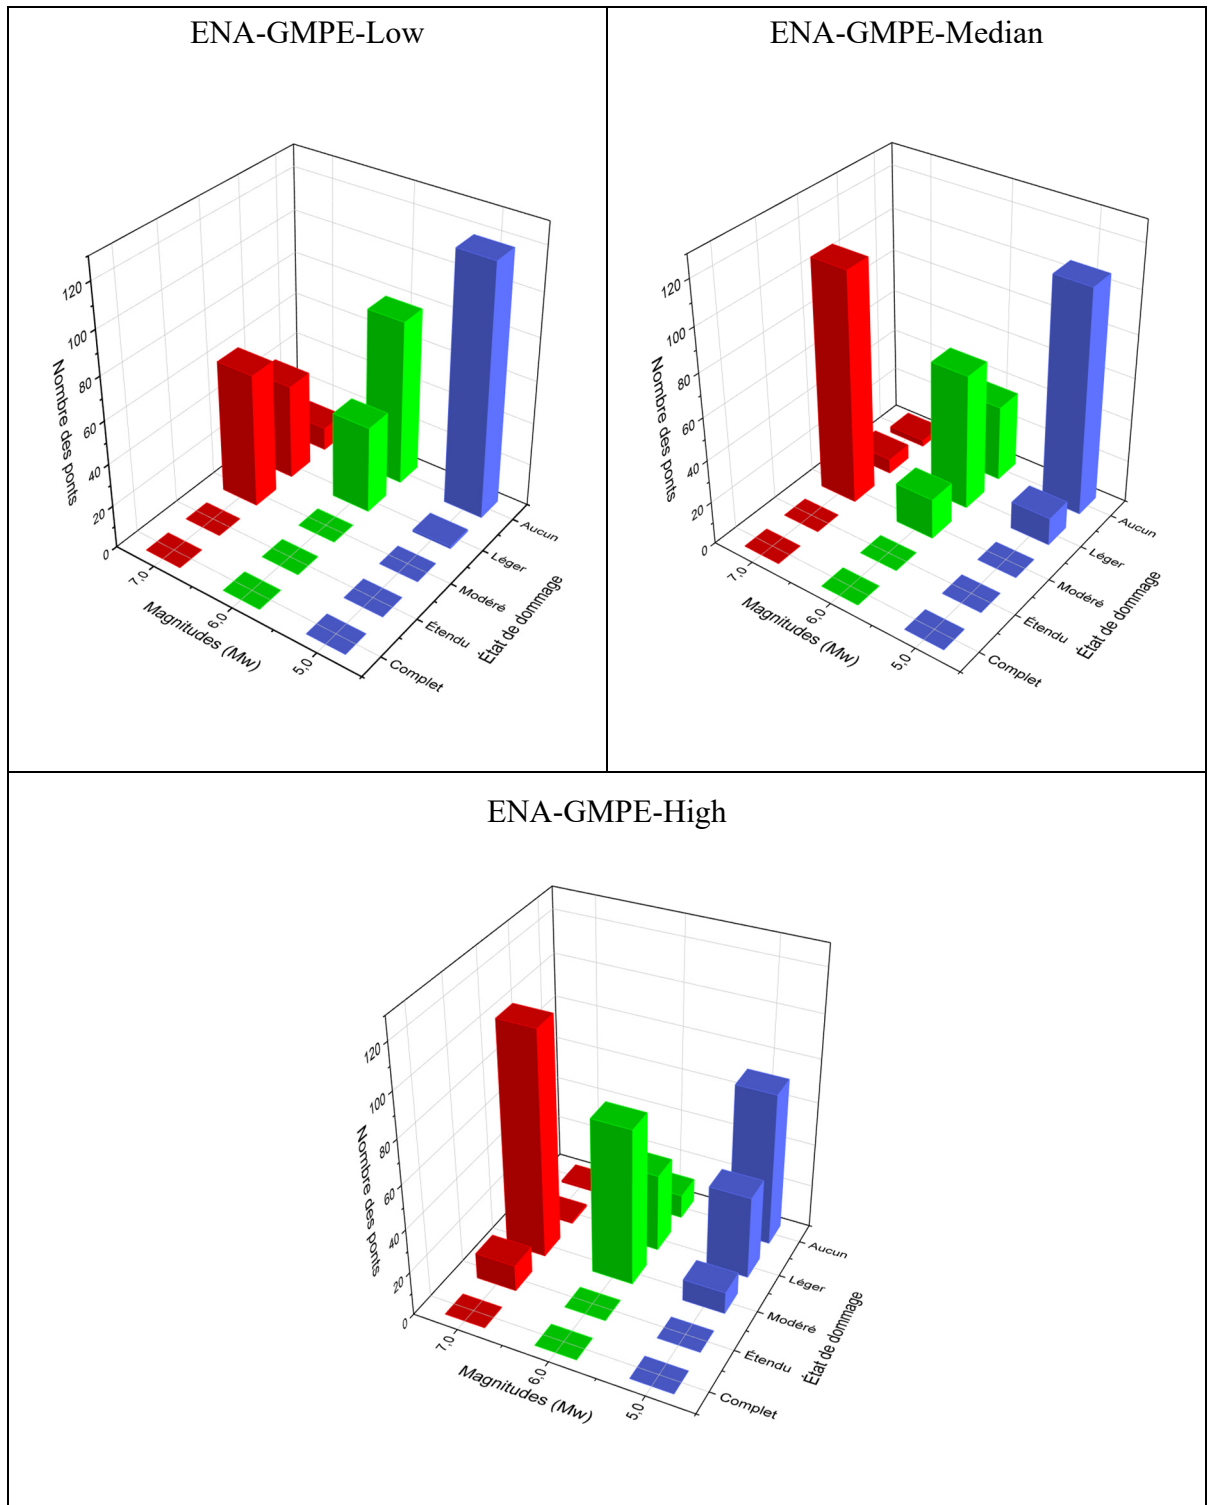 ENA-GMPE-Low
120
100
80
60
40
20
0
Nombre des ponts
7,0
6,0
5,0
Magnitudes (Mw)
Aucun
Léger
Modéré
Étendu
Complet
État de dommage
ENA-GMPE-Median
120
100
80
60
40
20
0
Nombre des ponts
7,0
6,0
5,0
Magnitudes (Mw)
Aucun
Léger
Modéré
Étendu
Complet
État de dommage
ENA-GMPE-High
120
100
80
60
40
20
0
Nombre des ponts
7,0
6,0
5,0
Magnitudes (Mw)
Aucun
Léger
Modéré
Étendu
Complet
État de dommage